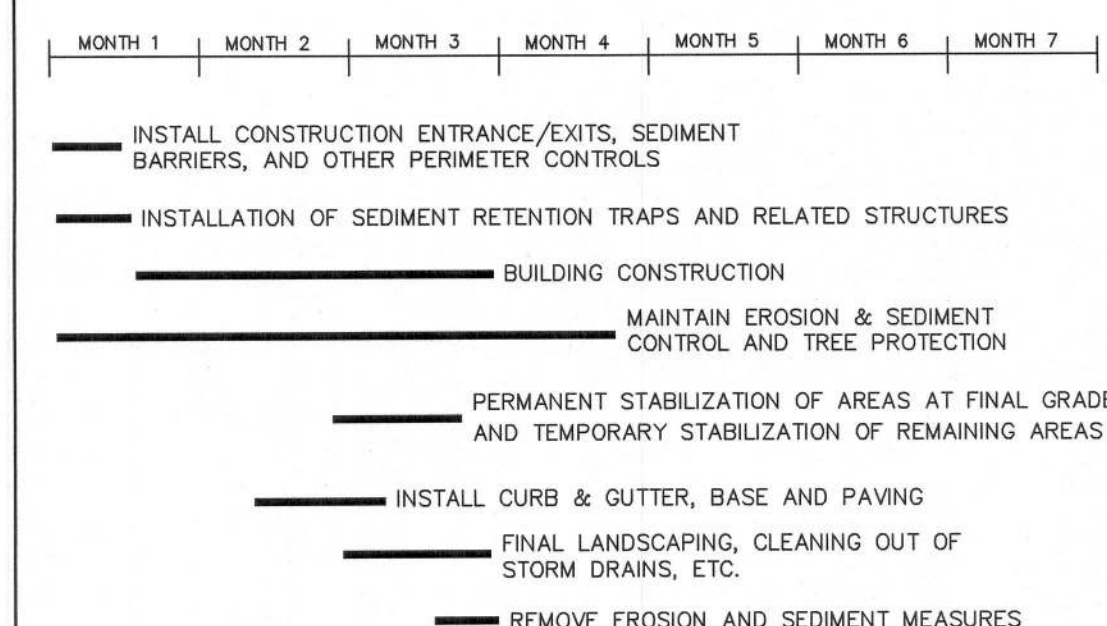 MONTH 1 MONTH 2 MONTH 3 MONTH 4 MONTH 5 MONTH 6 MONTH 7
INSTALL CONSTRUCTION ENTRANCE/EXITS, SEDIMENT
BARRIERS, AND OTHER PERIMETER CONTROLS
INSTALLATION OF SEDIMENT RETENTION TRAPS AND RELATED STRUCTURES
BUILDING CONSTRUCTION
MAINTAIN EROSION & SEDIMENT
CONTROL AND TREE PROTECTION
PERMANENT STABILIZATION OF AREAS AT FINAL GRADE
AND TEMPORARY STABILIZATION OF REMAINING AREAS
INSTALL CURB & GUTTER, BASE AND PAVING
FINAL LANDSCAPING, CLEANING OUT OF
STORM DRAINS, ETC.
REMOVE EROSION AND SEDIMENT MEASURES